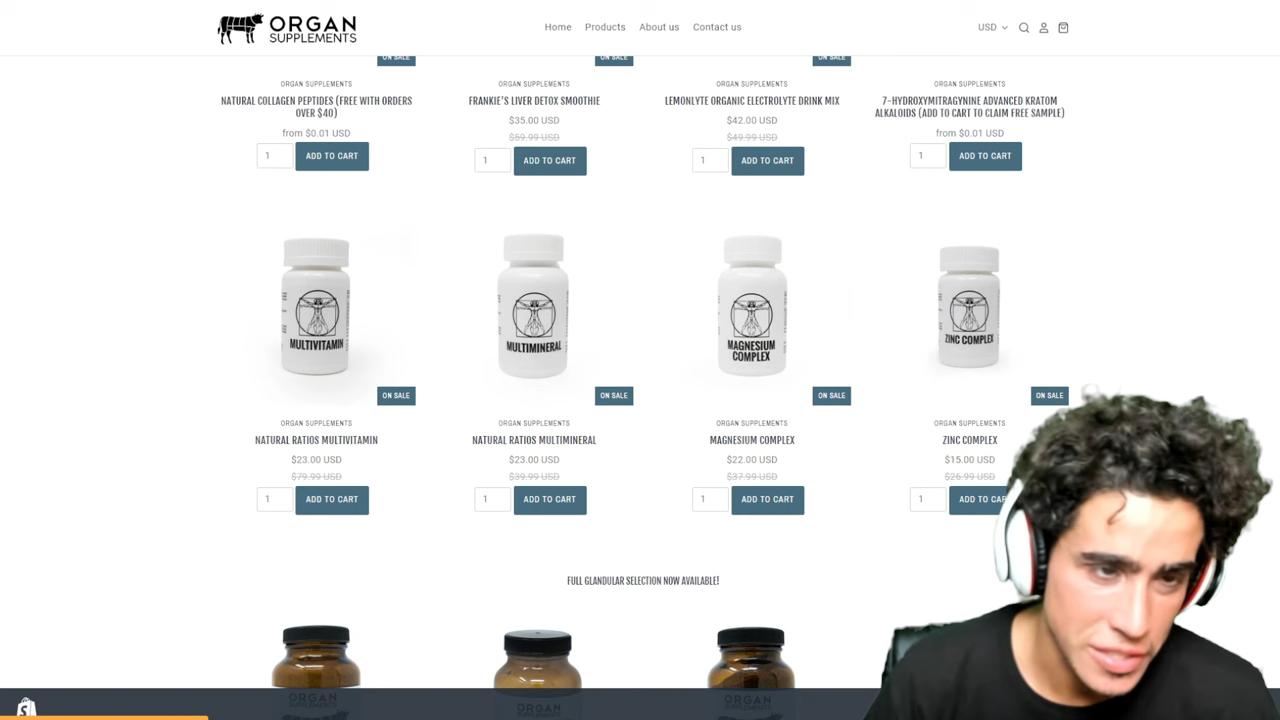 ORGAN
SUPPLEMENTS
Home Products About us Contact us
USD
ON SALE
ON SALE
ON SALE
ORGAN SUPPLEMENTS
NATURAL COLLAGEN PEPTIDES (FREE WITH ORDERS
OVER $40)
from $0.01 USD
1 ADD TO CART
ORGAN SUPPLEMENTS
FRANKIE'S LIVER DETOX SMOOTHIE
$35.00 USD
$59.99 USD
1 ADD TO CART
ORGAN SUPPLEMENTS
LEMONLYTE ORGANIC ELECTROLYTE DRINK MIX
$42.00 USD
$49.99 USD
1 ADD TO CART
ORGAN SUPPLEMENTS
7-HYDROXYMITRAGYNINE ADVANCED KRATOM
ALKALOIDS (ADD TO CART TO CLAIM FREE SAMPLE)
from $0.01 USD
1 ADD TO CART
MULTIVITAMIN
ON SALE
ORGAN SUPPLEMENTS
NATURAL RATIOS MULTIVITAMIN
$23.00 USD
$79.99 USD
1 ADD TO CART
MULTIMINERAL
ON SALE
ORGAN SUPPLEMENTS
NATURAL RATIOS MULTIMINERAL
$23.00 USD
$39.99 USD
1 ADD TO CART
MAGNESIUM
COMPLEX
ON SALE
ORGAN SUPPLEMENTS
MAGNESIUM COMPLEX
$22.00 USD
$37.99 USD
1 ADD TO CART
ZINC COMPLEX
ON SALE
ORGAN SUPPLEMENTS
ZINC COMPLEX
$15.00 USD
$26.99 USD
1 ADD TO CAR
FULL GLANDULAR SELECTION NOW AVAILABLE!
ORGAN
ORGAN
ORGAN